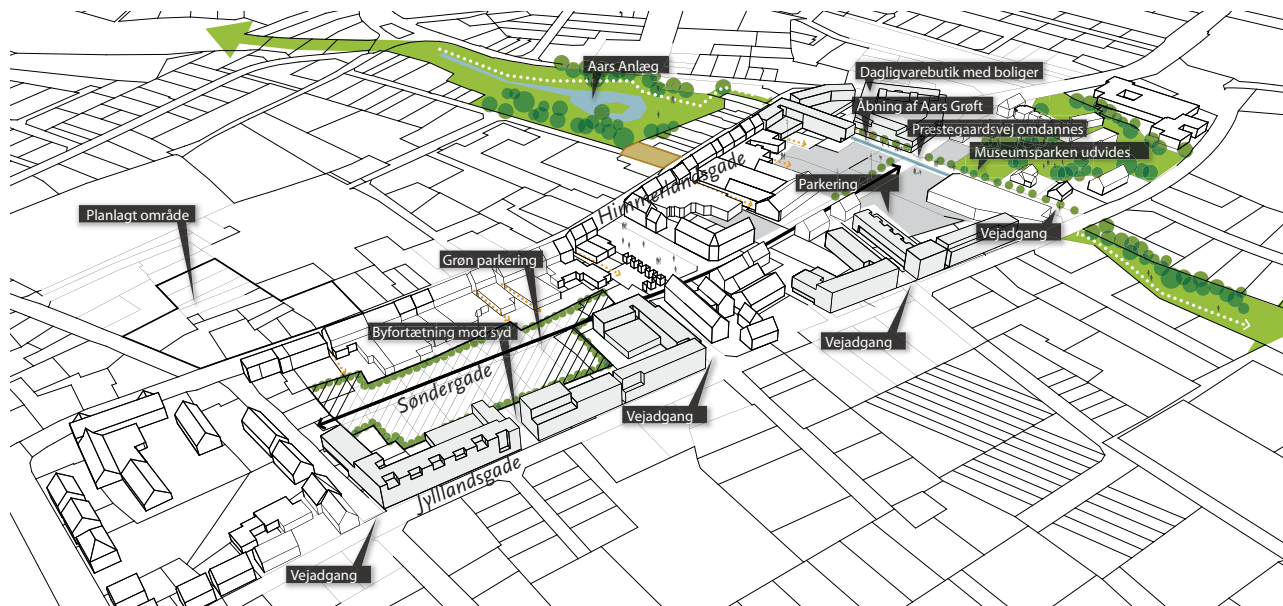 Aars Anlæg
Dagligvarebutik med boliger
Åbning af Aars Grøft
Præstegaardsvej omdannes
Museumsparken udvides
Himmerlandsgade
Parkering
Planlagt område
Vejadgang
Grøn parkering
Byfortætning mod syd
Vejadgang
Søndergade
Vejadgang
Jylllandsgade
Vejadgang